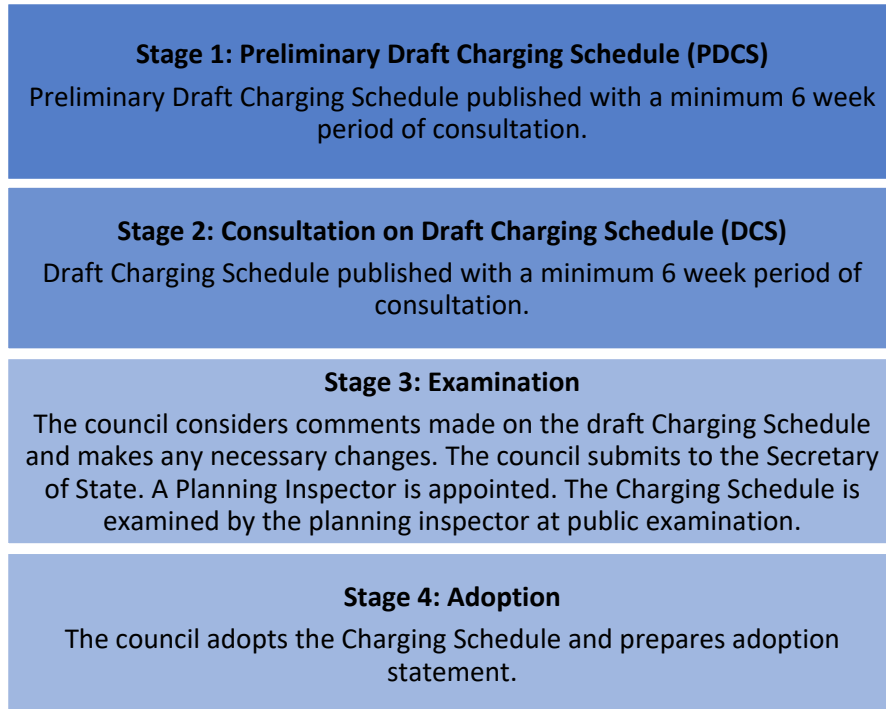 Stage 1: Preliminary Draft Charging Schedule (PDCS)
Preliminary Draft Charging Schedule published with a minimum 6 week
period of consultation.
Stage 2: Consultation on Draft Charging Schedule (DCS)
Draft Charging Schedule published with a minimum 6 week period of
consultation.
Stage 3: Examination
The council considers comments made on the draft Charging Schedule
and makes any necessary changes. The council submits to the Secretary
of State. A Planning Inspector is appointed. The Charging Schedule is
examined by the planning inspector at public examination.
Stage 4: Adoption
The council adopts the Charging Schedule and prepares adoption
statement.